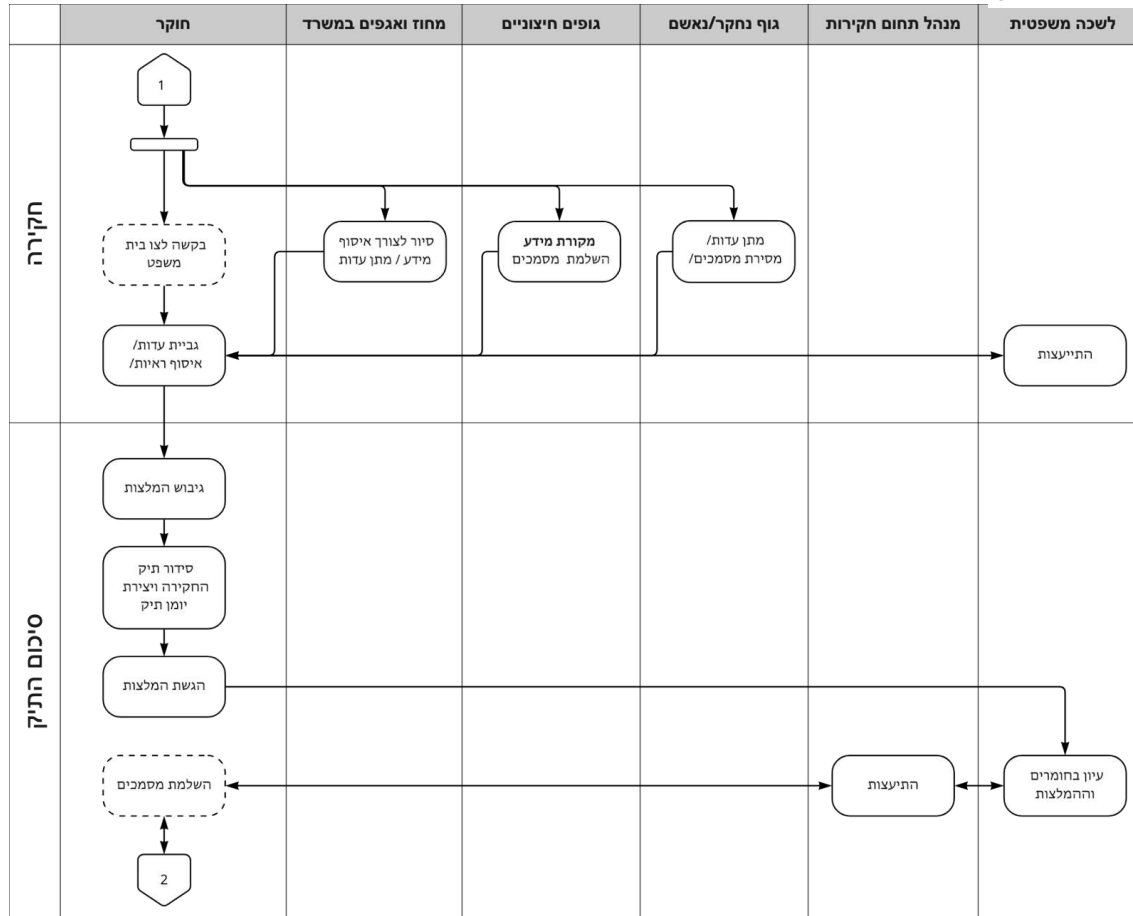 חוקר
מחוז ואגפים במשרד
גופים חיצוניים
גוף נחקר/נאשם
מנהל תחום חקירות
לשכה משפטית
חקירה
1
בקשה לצו בית
משפט
סיור לצורך איסוף
מידע / מתן עדות
מקורת מידע
השלמת מסמכים
מתן עדות/
מסירת מסמכים/
גביית עדות/
איסוף ראיות/
התייעצות
סיכום התיק
גיבוש המלצות
סידור תיק
החקירה ויצירת
יומן תיק
הגשת המלצות
השלמת מסמכים
התיעצות
עיון בחומרים
וההמלצות
2